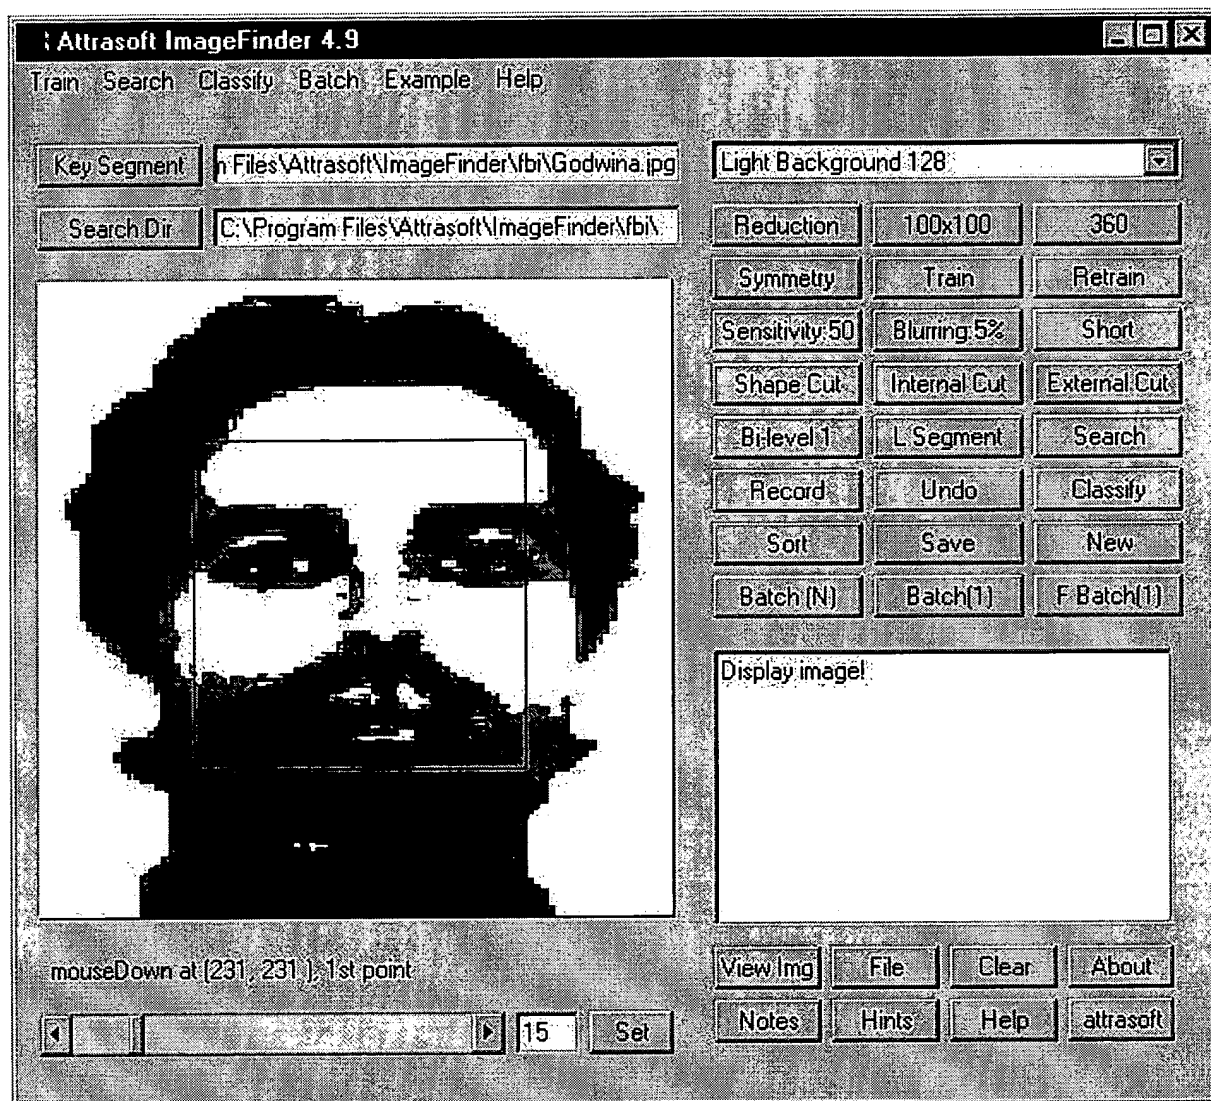 Attrasoft ImageFinder 4.9
Train Search Classify Batch Example Help
Key Segment n Files\Attrasoft\ImageFinder\fbi\Godwina.jpg Light Background 128
Search Dir C:\Program Files\Attrasoft\ImageFinder\fbi\
Reduction 100x100 360
Symmetry Train Retrain
Sensitivity:50 Blurring:5% Short
Shape Cut Internal Cut External Cut
Bi-level 1 L Segment Search
Record Undo Classify
Sort Save New
Batch (N) Batch(1) F Batch(1)
Display image!
mouseDown at (231, 231 ), 1st point
View Img File Clear About
15 Set
Notes Hints Help attrasoft